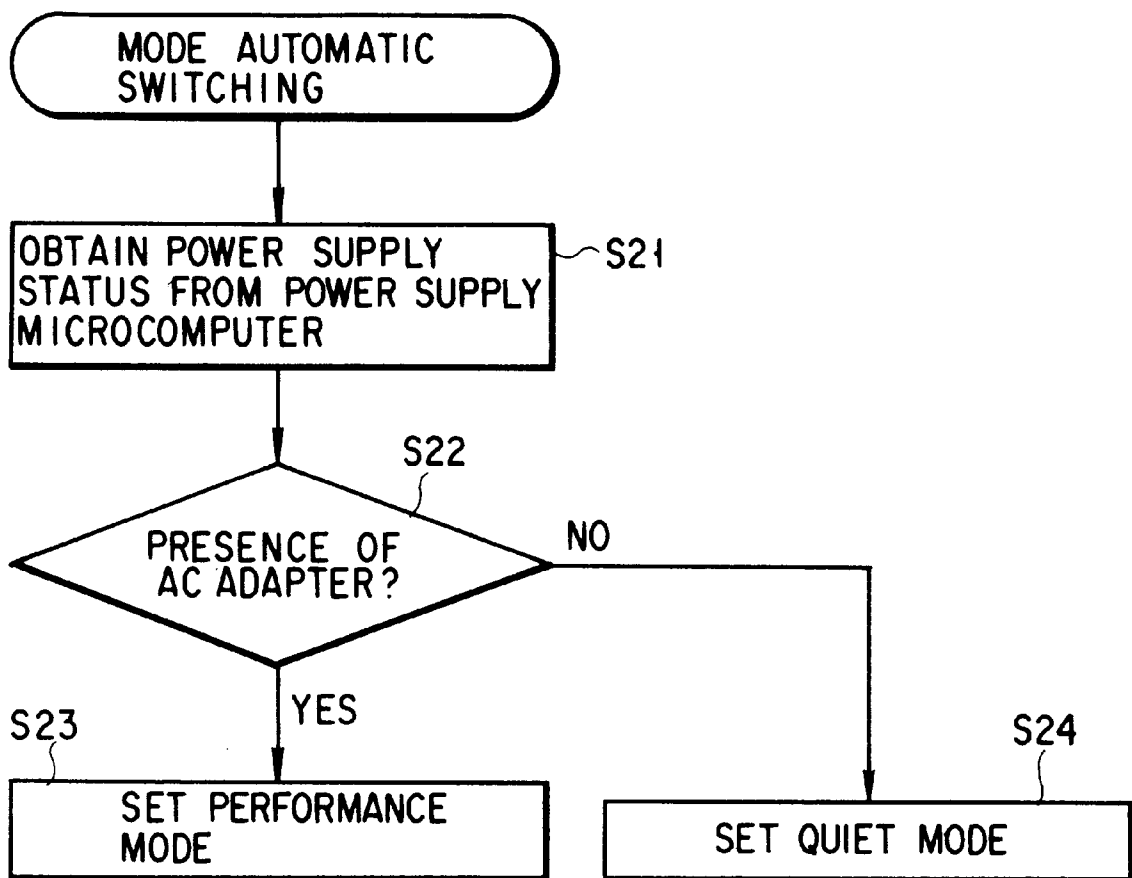 MODE AUTOMATIC
SWITCHING
OBTAIN POWER SUPPLY
STATUS FROM POWER SUPPLY
MICROCOMPUTER
S21
S22
PRESENCE OF
AC ADAPTER?
NO
YES
S23
SET PERFORMANCE
MODE
S24
SET QUIET MODE